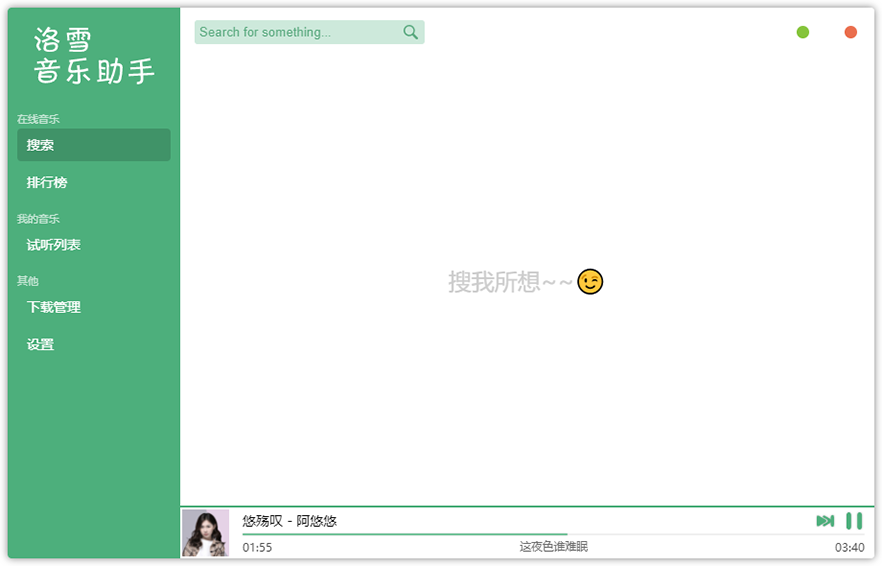 洛雪
音乐助手
Search for something...
在线音乐
搜索
排行榜
我的音乐
试听列表
其他
下载管理
设置
搜我所想~~😉
悠殇叹 - 阿悠悠
01:55
这夜色谁难眠
03:40